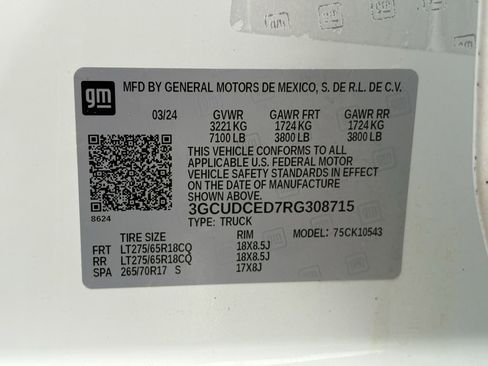 gm
MFD BY GENERAL MOTORS DE MEXICO, S. DE R.L. DE C.V.
03/24 GVWR GAWR FRT GAWR RR
3221 KG 1724 KG 1724 KG
7100 LB 3800 LB 3800 LB
THIS VEHICLE CONFORMS TO ALL
APPLICABLE U.S. FEDERAL MOTOR
VEHICLE SAFETY STANDARDS IN EFFECT
ON THE DATE OF MANUFACTURE
SHOWN ABOVE.
3GCUDCED7RG308715
8624
TYPE: TRUCK
TIRE SIZE RIM MODEL: 75CK10543
FRT LT275/65R18CQ 18X8.5J
RR LT275/65R18CQ 18X8.5J
SPA 265/70R17 S 17X8J